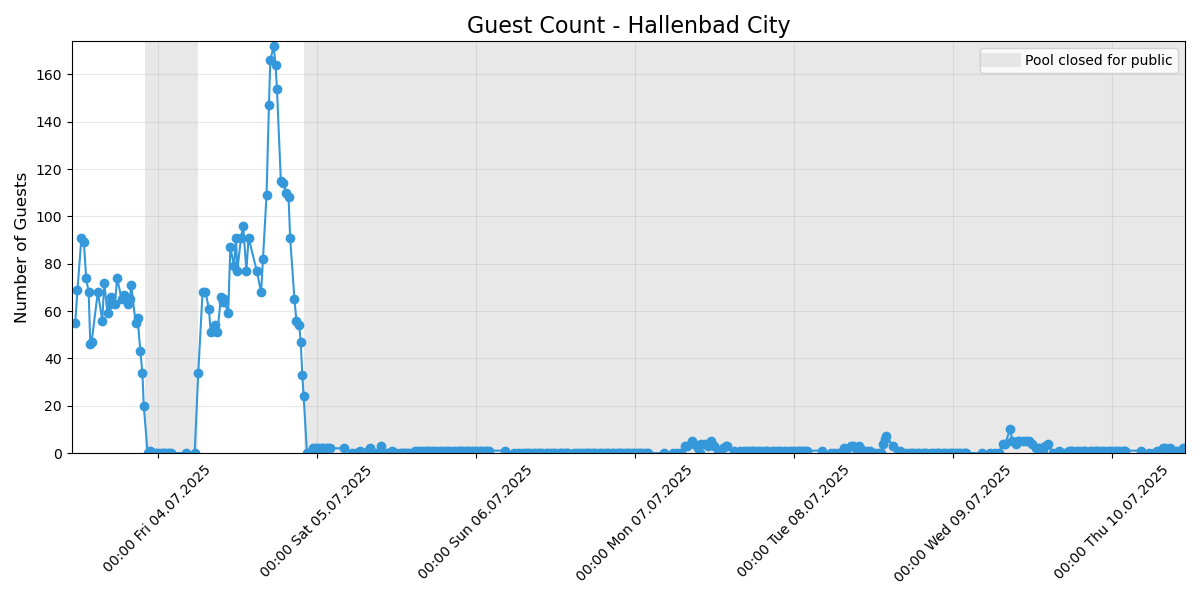 Guest Count - Hallenbad City
Pool closed for public
Number of Guests
160
140
120
100
80
60
40
20
0
00:00 Fri 04.07.2025
00:00 Sat 05.07.2025
00:00 Sun 06.07.2025
00:00 Mon 07.07.2025
00:00 Tue 08.07.2025
00:00 Wed 09.07.2025
00:00 Thu 10.07.2025